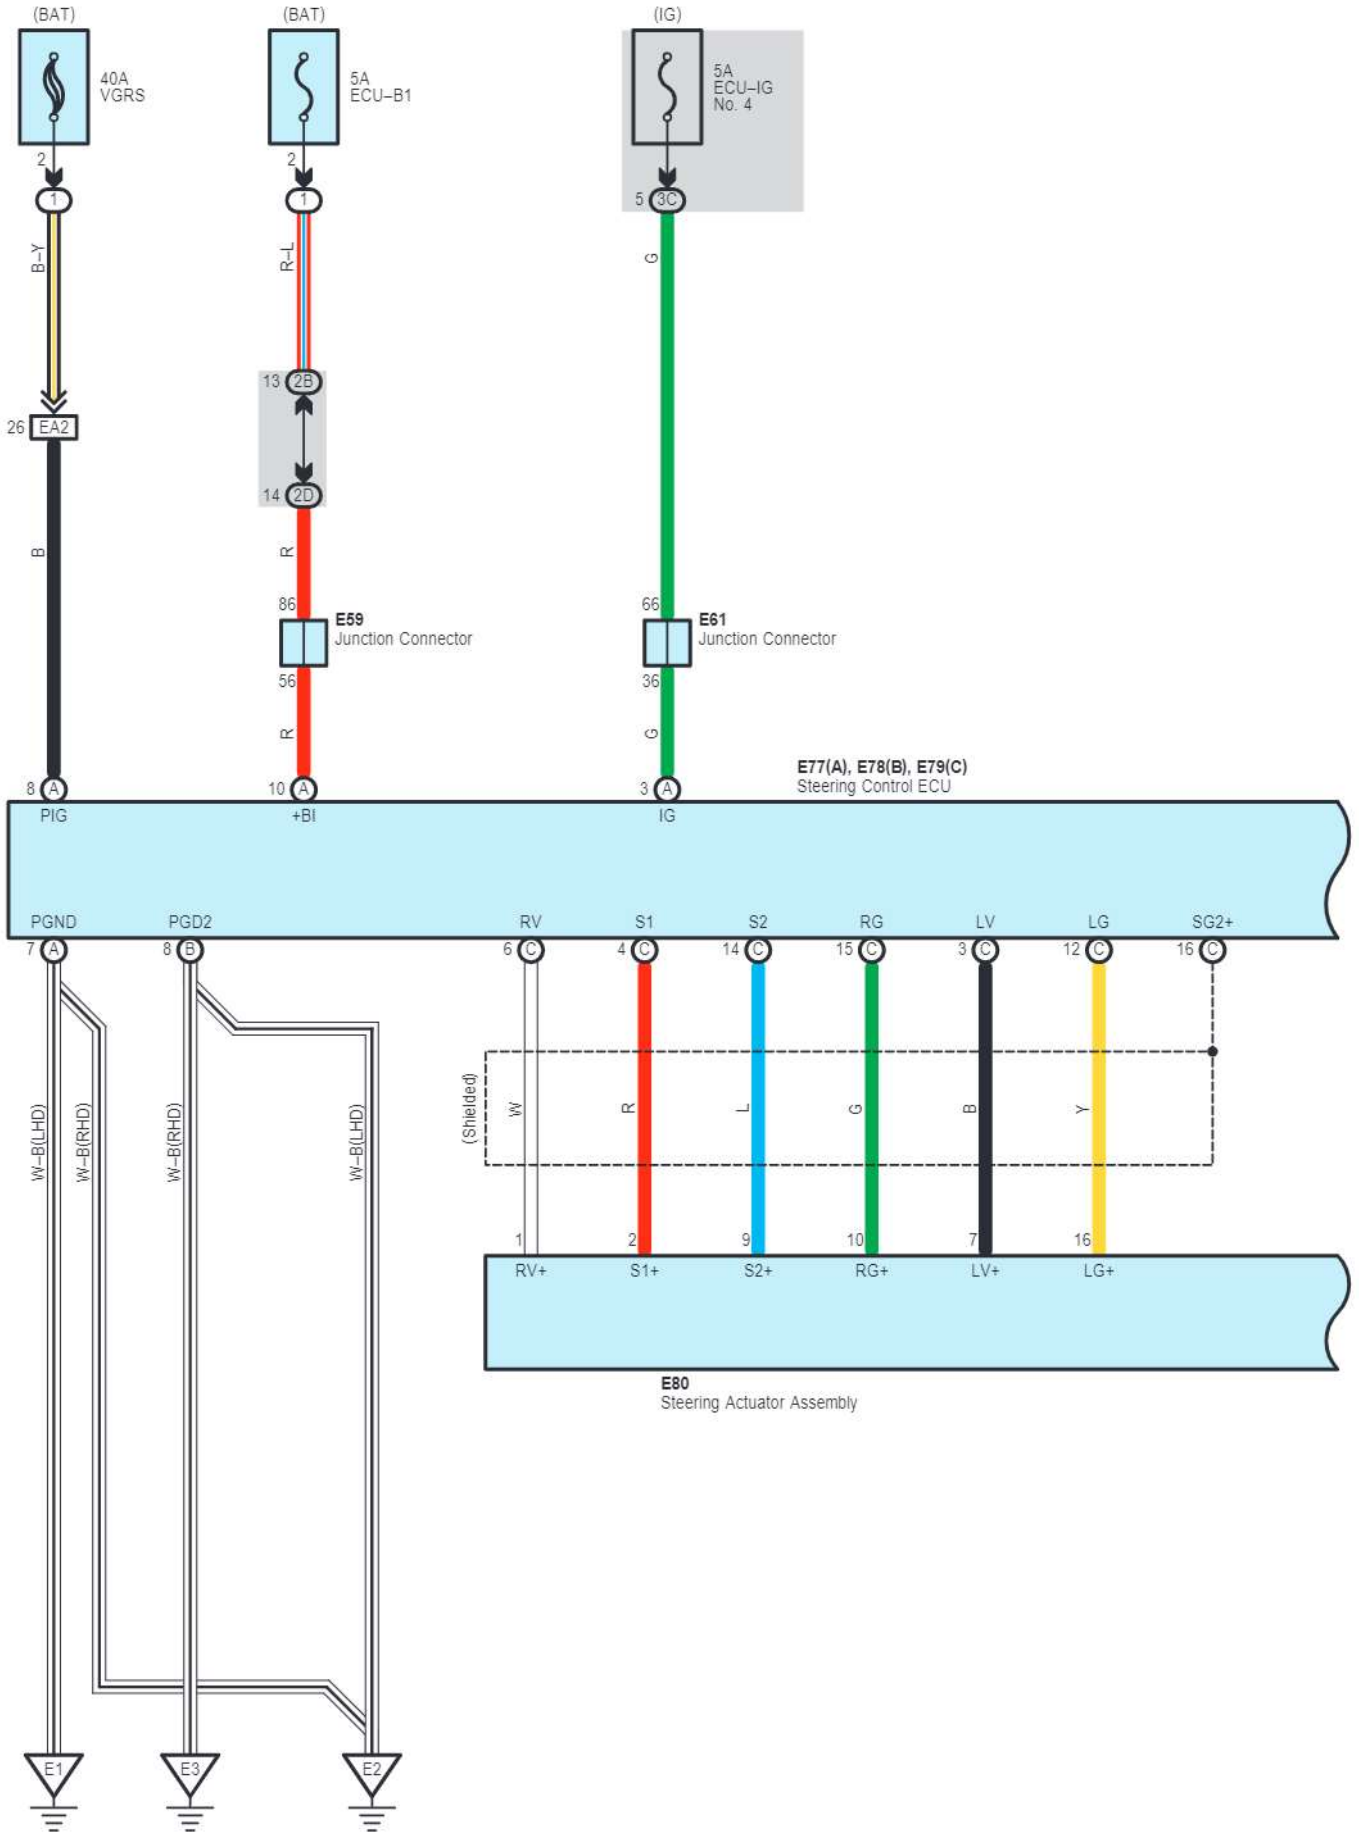 (BAT)
(BAT)
(IG)
40A
VGRS
5A
ECU–B1
5A
ECU–IG
No. 4
2
2
1
1
5 3C
B–Y
R–L
G
13 2B
26 EA2
14 2D
B
R
86
66
E59
Junction Connector
E61
Junction Connector
56
36
R
G
E77(A), E78(B), E79(C)
Steering Control ECU
8 A
10 A
3 A
PIG
+BI
IG
PGND
PGD2
RV
S1
S2
RG
LV
LG
SG2+
7 A
8 B
6 C
4 C
14 C
15 C
3 C
12 C
16 C
W–B(LHD)
W–B(RHD)
W–B(RHD)
W–B(LHD)
(Shielded)
W
R
L
G
B
Y
1
2
9
10
7
16
RV+
S1+
S2+
RG+
LV+
LG+
E80
Steering Actuator Assembly
E1
E3
E2